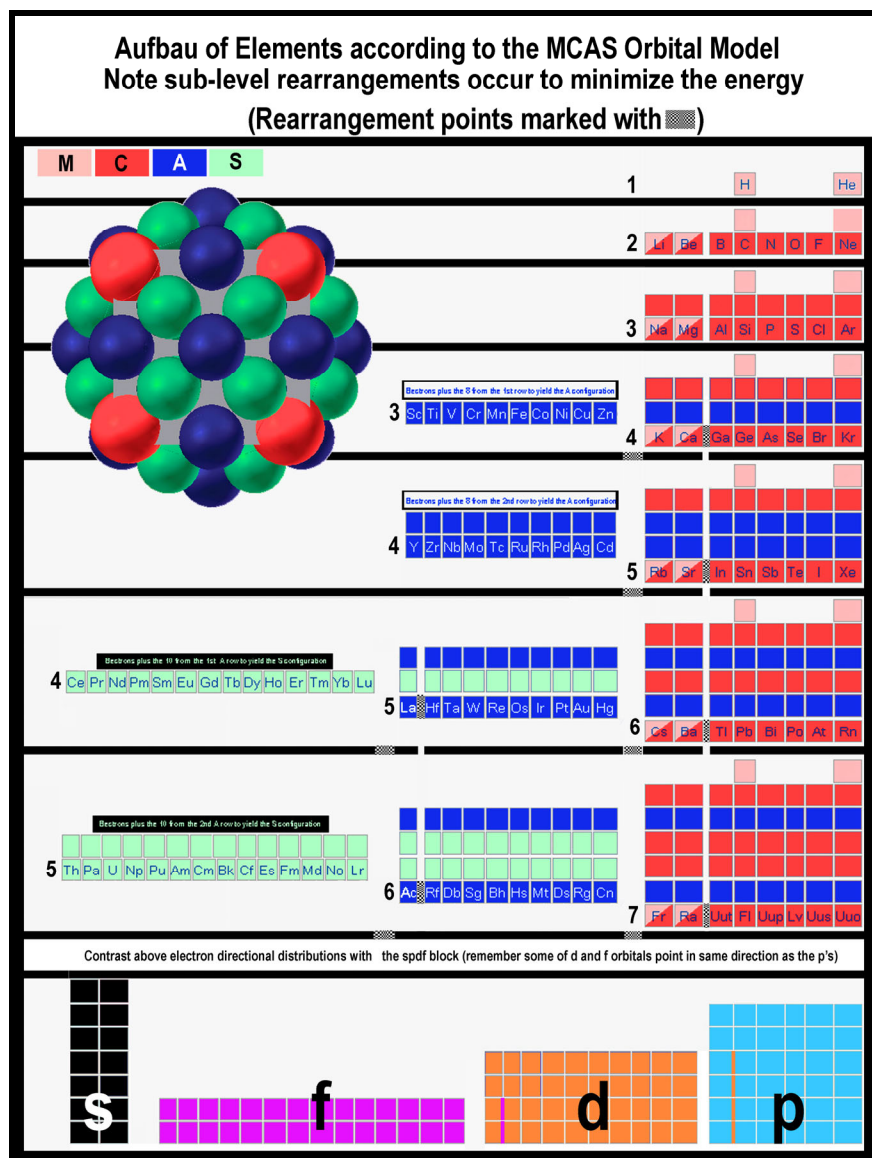 Aufbau of Elements according to the MCAS Orbital Model
Note sub-level rearrangements occur to minimize the energy
(Rearrangement points marked with )
M C A S
1 H He
2 Li Be B C N O F Ne
3 Na Mg Al Si P S Cl Ar
8 estrons plus the 8 from the 1st row to yield the A configuration
3 Sc Ti V Cr Mn Fe Co Ni Cu Zn
4 K Ca Ga Ge As Se Br Kr
8 estrons plus the 8 from the 2nd row to yield the A configuration
4 Y Zr Nb Mo Tc Ru Rh Pd Ag Cd
5 Rb Sr In Sn Sb Te I Xe
8 estrons plus the 10 from the 1st A row to yield the S configuration
4 Ce Pr Nd Pm Sm Eu Gd Tb Dy Ho Er Tm Yb Lu
5 La Hf Ta W Re Os Ir Pt Au Hg
6 Cs Ba Tl Pb Bi Po At Rn
8 estrons plus the 10 from the 2nd A row to yield the S configuration
5 Th Pa U Np Pu Am Cm Bk Cf Es Fm Md No Lr
6 Ac Rf Db Sg Bh Hs Mt Ds Rg Cn
7 Fr Ra Uut Fl Uup Lv Uus Uuo
Contrast above electron directional distributions with the spdf block (remember some of d and f orbitals point in same direction as the p's)
s f d p